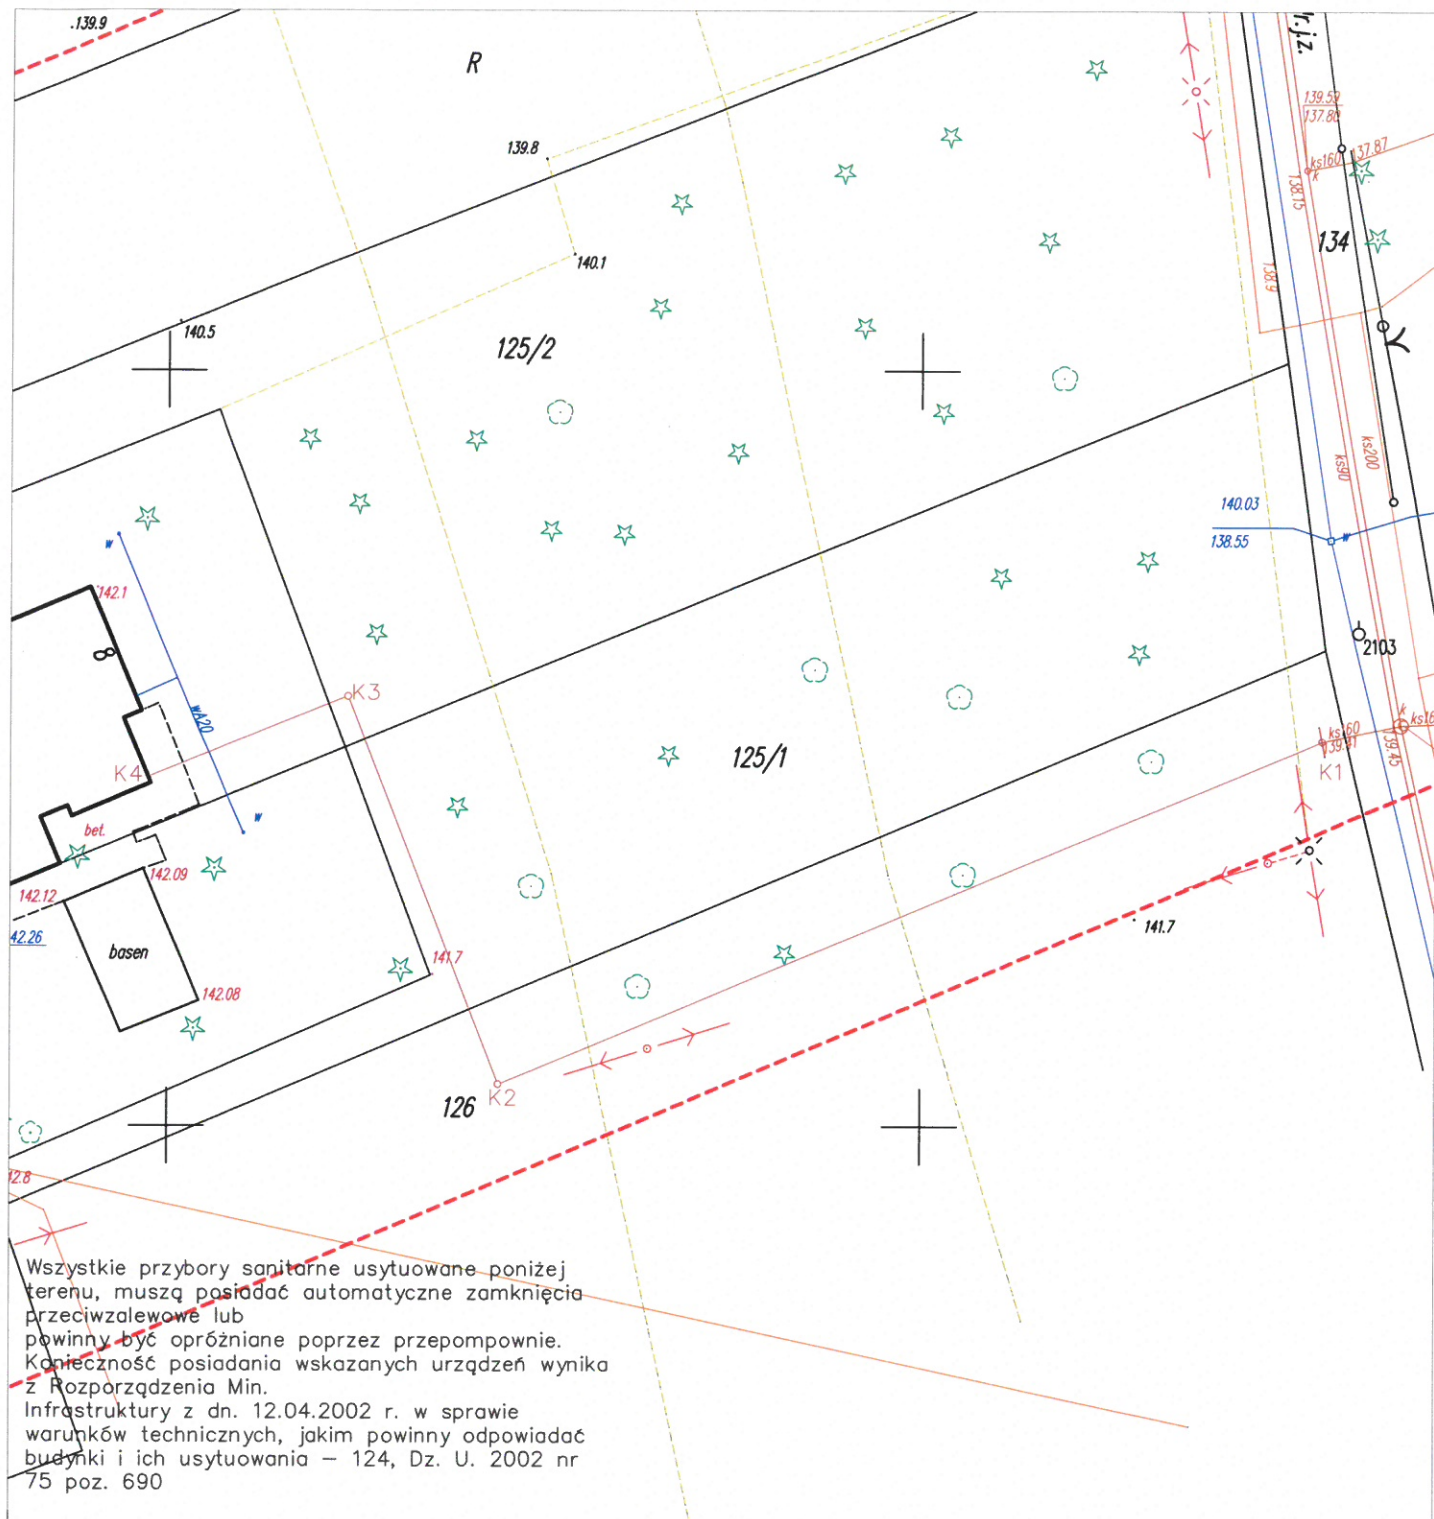 139.9
R
r.j.z.
139.59
137.86
139.8
ks160
137.87
k
138.15
134
140.1
138.9
140.5
125/2
ks90
ks200
140.03
138.55
w
w
142.1
8
2103
K3
wA20
k
ks160
ks16
139.41
139.45
125/1
K1
K4
w
bet.
142.09
142.12
141.7
42.26
basen
141.7
142.08
K2
126
12.8
Wszystkie przybory sanitarne usytuowane poniżej
terenu, muszą posiadać automatyczne zamknięcia
przeciwzalewowe lub
powinny być opróżniane poprzez przepompownie.
Konieczność posiadania wskazanych urządzeń wynika
z Rozporządzenia Min.
Infrastruktury z dn. 12.04.2002 r. w sprawie
warunków technicznych, jakim powinny odpowiadać
budynki i ich usytuowania – 124, Dz. U. 2002 nr
75 poz. 690